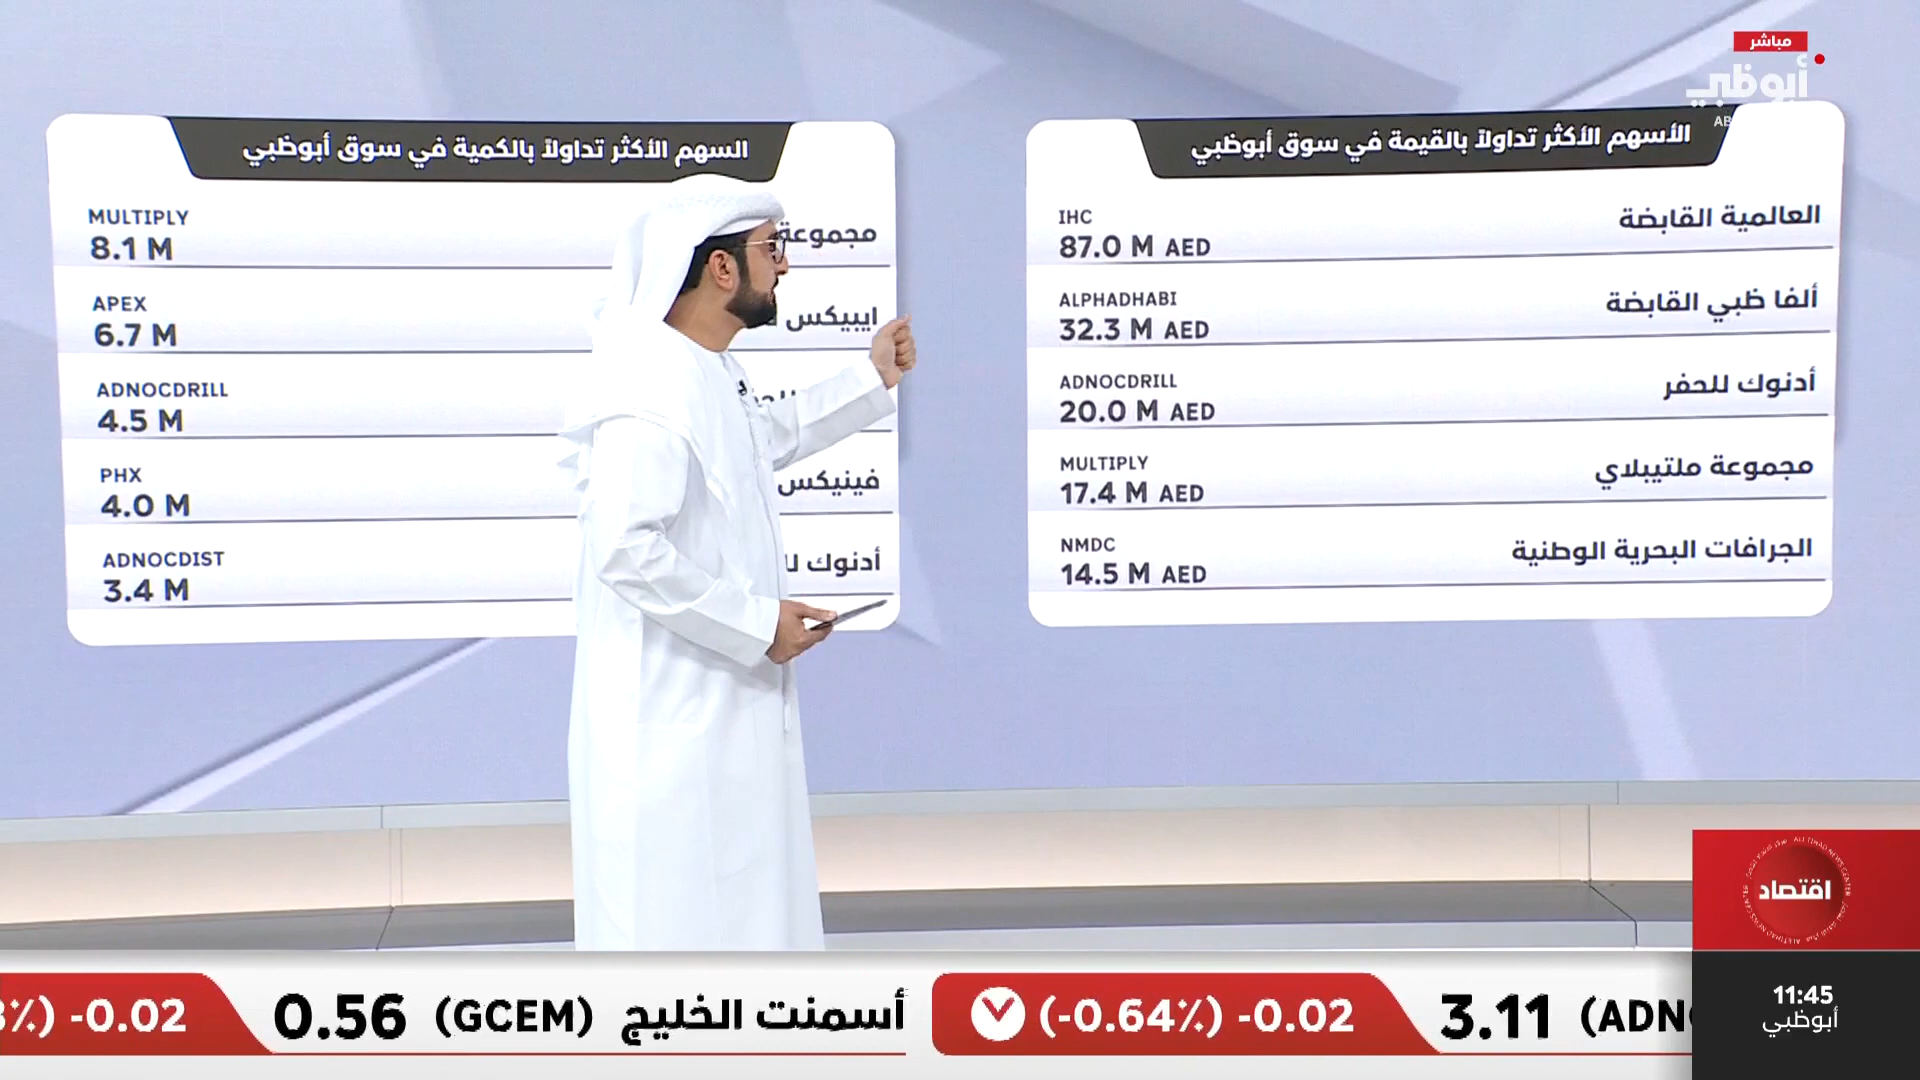 مباشر
أبوظبي
AB
الأسهم الأكثر تداولاً بالقيمة في سوق أبوظبي
العالمية القابضة
IHC
87.0 M AED
ألفا ظبي القابضة
ALPHADHABI
32.3 M AED
أدنوك للحفر
ADNOCDRILL
20.0 M AED
مجموعة ملتيبلاي
MULTIPLY
17.4 M AED
الجرافات البحرية الوطنية
NMDC
14.5 M AED
السهم الأكثر تداولاً بالكمية في سوق أبوظبي
مجموعة
MULTIPLY
8.1 M
ايبيكس
APEX
6.7 M
ADNOCDRILL
4.5 M
فينيكس
PHX
4.0 M
أدنوك
ADNOCDIST
3.4 M
اقتصاد
(ADN 3.11 -0.02 (-0.64٪)
أسمنت الخليج (GCEM) 0.56 -0.02
11:45
أبوظبي